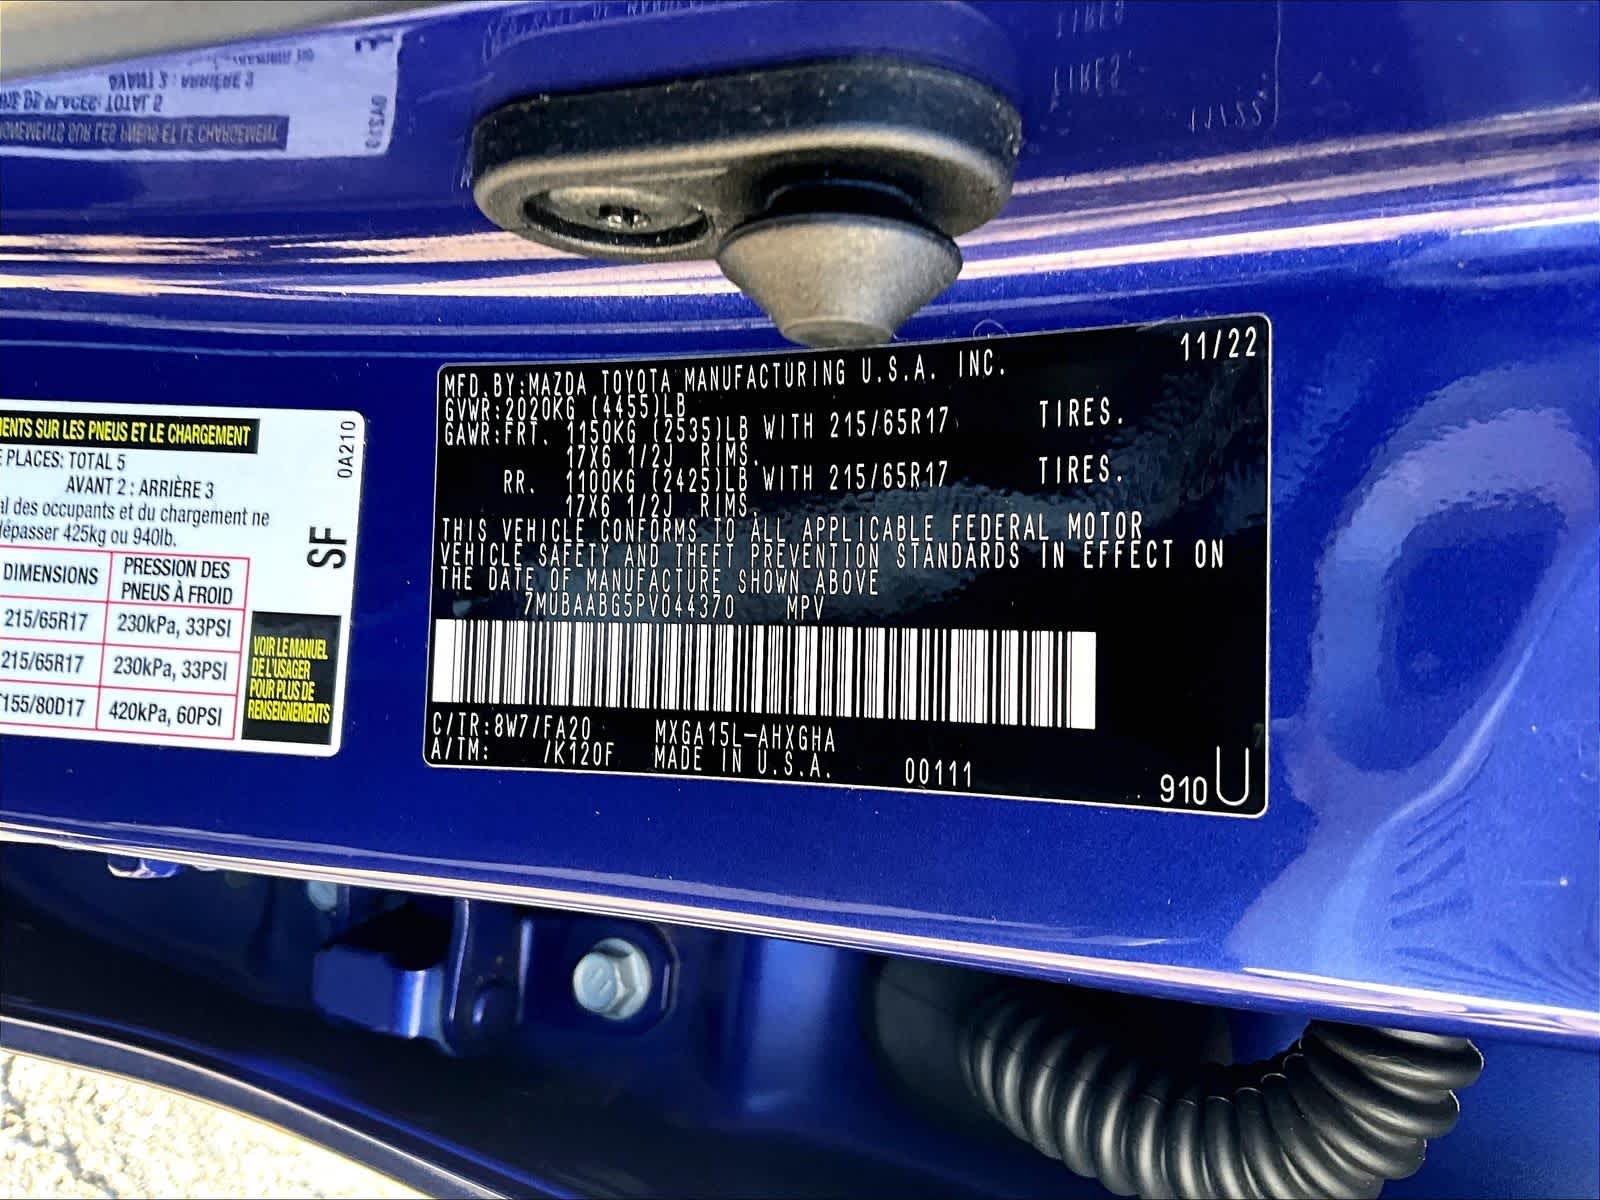 MENTS SUR LES PNEUS ET LE CHARGEMENT
E PLACES: TOTAL 5
AVANT 2 : ARRIÈRE 3
al des occupants et du chargement ne
dépasser 425kg ou 940lb.
0A210
SF
DIMENSIONS
PRESSION DES
PNEUS À FROID
215/65R17 230kPa, 33PSI
215/65R17 230kPa, 33PSI
T155/80D17 420kPa, 60PSI
VOIR LE MANUEL
DE L'USAGER
POUR PLUS DE
RENSEIGNEMENTS
11/22
MFD.BY:MAZDA TOYOTA MANUFACTURING U.S.A. INC.
GVWR:2020KG (4455)LB
GAWR:FRT. 1150KG (2535)LB WITH 215/65R17 TIRES.
17X6 1/2J RIMS.
RR. 1100KG (2425)LB WITH 215/65R17 TIRES.
17X6 1/2J RIMS.
THIS VEHICLE CONFORMS TO ALL APPLICABLE FEDERAL MOTOR
VEHICLE SAFETY AND THEFT PREVENTION STANDARDS IN EFFECT ON
THE DATE OF MANUFACTURE SHOWN ABOVE
7MUBAABG5PV044370 MPV
C/TR:8W7/FA20 MXGA15L-AHXGHA
A/TM: /K120F MADE IN U.S.A. 00111
910 U